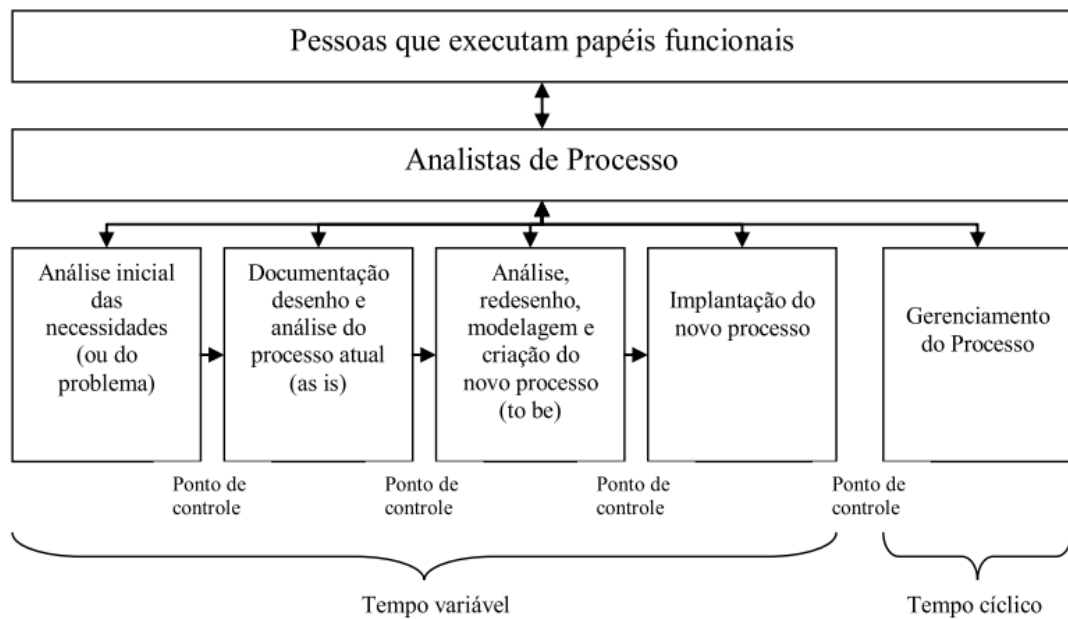 Pessoas que executam papéis funcionais
Analistas de Processo
Análise inicial
das
necessidades
(ou do
problema)
Documentação
desenho e
análise do
processo atual
(as is)
Análise,
redesenho,
modelagem e
criação do
novo processo
(to be)
Implantação do
novo processo
Gerenciamento
do Processo
Ponto de
controle
Ponto de
controle
Ponto de
controle
Ponto de
controle
Tempo variável
Tempo cíclico